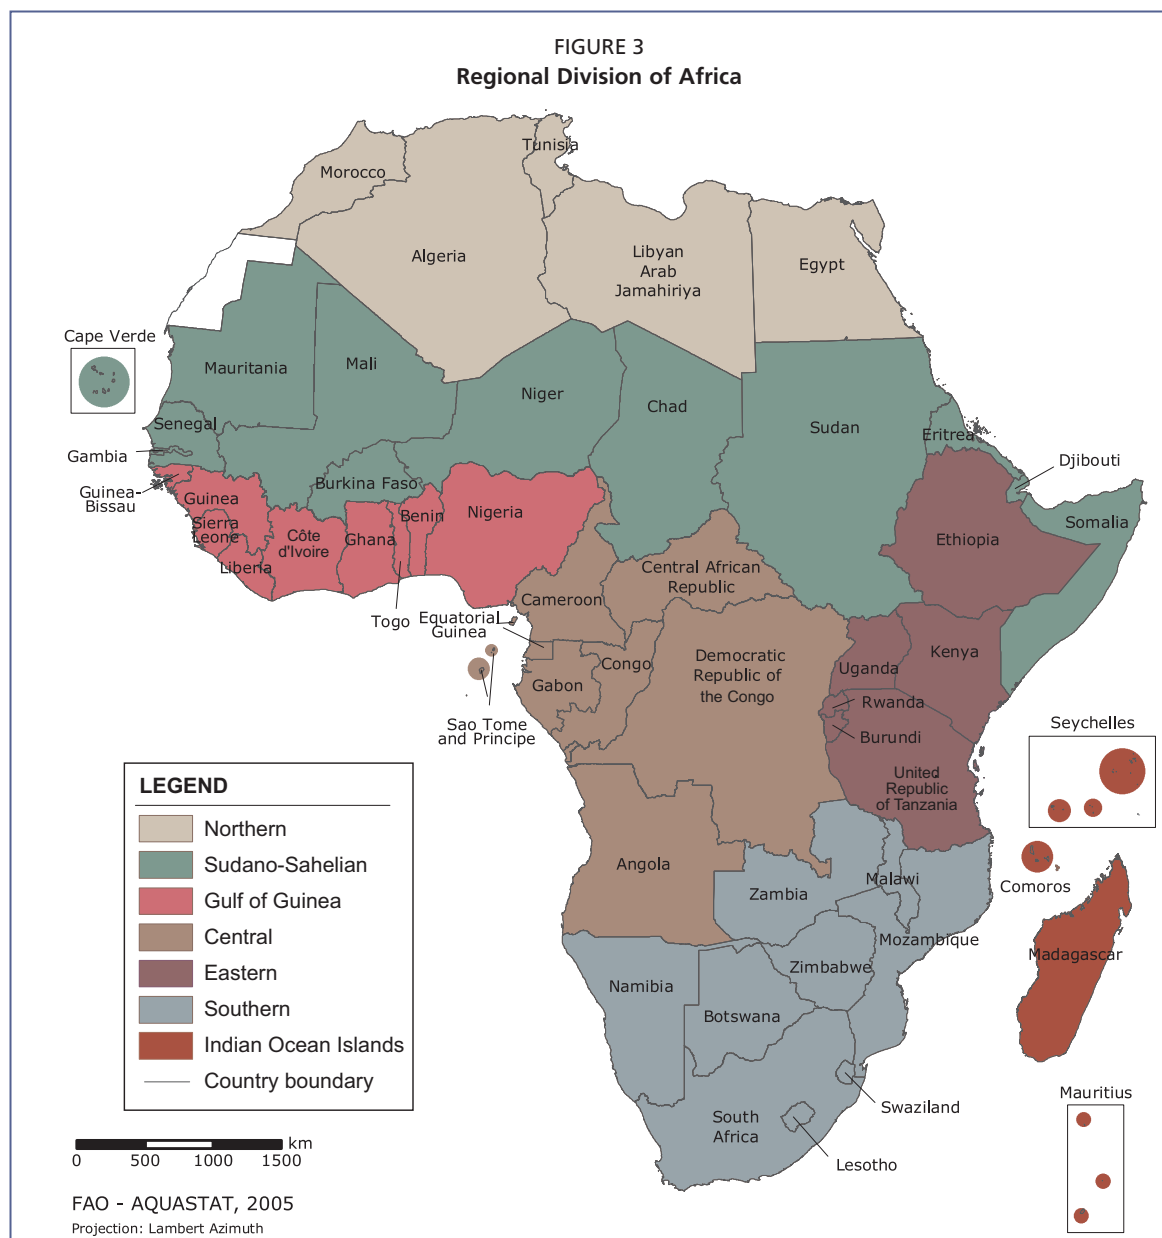 FIGURE 3
Regional Division of Africa
Tunisia
Morocco
Algeria
Libyan
Arab
Jamahiriya
Egypt
Cape Verde
Mauritania
Mali
Niger
Chad
Sudan
Senegal
Eritrea
Gambia
Djibouti
Guinea-
Bissau
Burkina Faso
Guinea
Benin
Nigeria
Somalia
Sierra
Leone
Côte
d'Ivoire
Ghana
Ethiopia
Liberia
Central African
Republic
Cameroon
Togo
Equatorial
Guinea
Congo
Democratic
Republic of
the Congo
Uganda
Kenya
Gabon
Rwanda
Sao Tome
and Principe
Burundi
Seychelles
United
Republic
of Tanzania
LEGEND
Northern
Sudano-Sahelian
Gulf of Guinea
Central
Eastern
Southern
Indian Ocean Islands
Country boundary
Angola
Zambia
Malawi
Comoros
Mozambique
Madagascar
Zimbabwe
Namibia
Botswana
Mauritius
Swaziland
South
Africa
Lesotho
km
0 500 1000 1500
FAO - AQUASTAT, 2005
Projection: Lambert Azimuth